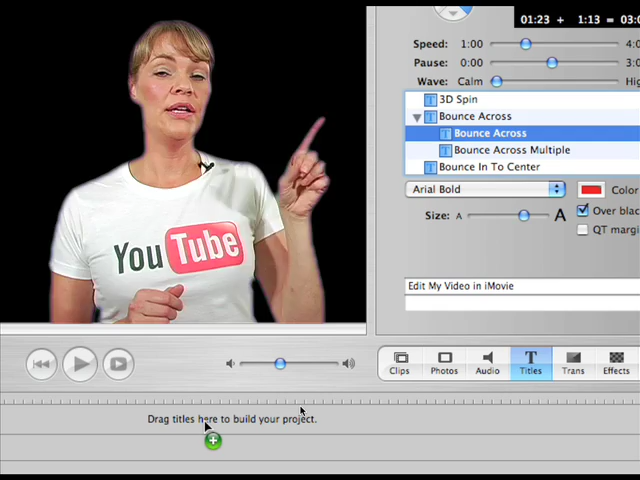 01:23 + 1:13 = 03:0
Speed: 1:00 4:0
Pause: 0:00 3:0
Wave: Calm Hig
3D Spin
Bounce Across
Bounce Across
Bounce Across Multiple
Bounce In To Center
Arial Bold Color
Size: A A Over blac
QT margi
YouTube
Edit My Video in iMovie
Clips Photos Audio Titles Trans Effects
Drag titles here to build your project.